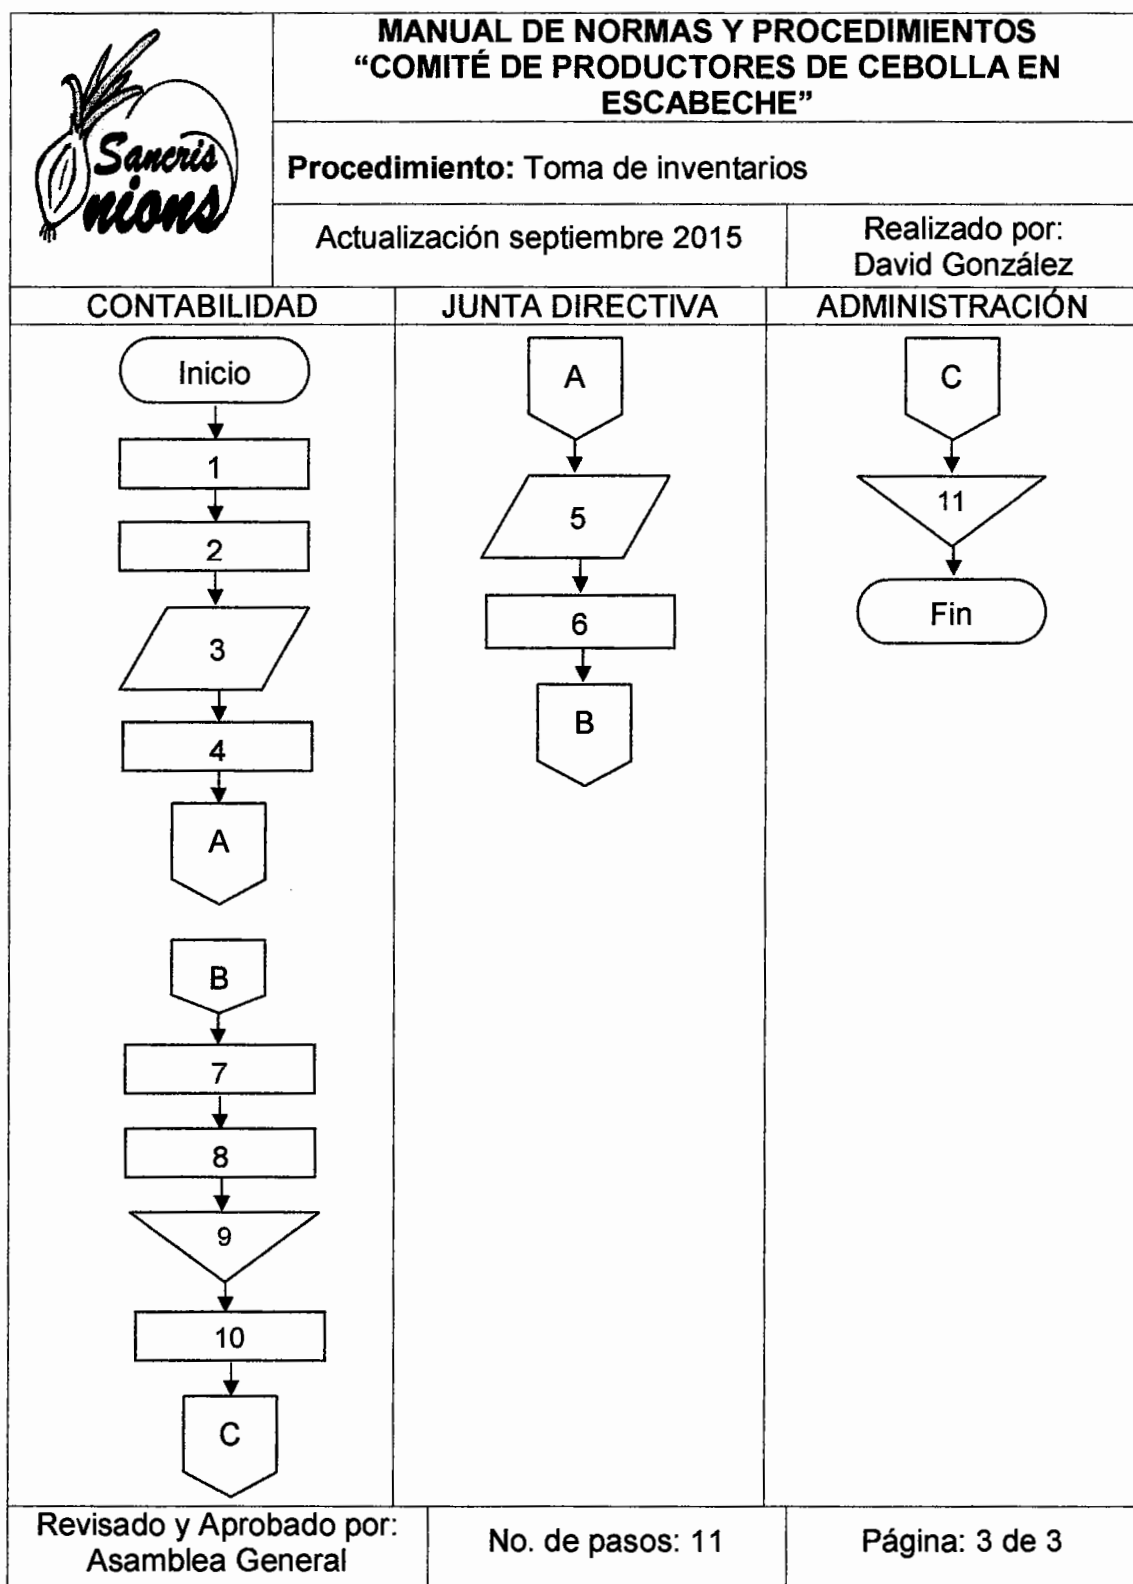 Sancris
nions
MANUAL DE NORMAS Y PROCEDIMIENTOS
“COMITÉ DE PRODUCTORES DE CEBOLLA EN
ESCABECHE”
Procedimiento: Toma de inventarios
Actualización septiembre 2015
Realizado por:
David González
CONTABILIDAD
Inicio
1
2
3
4
A
B
7
8
9
10
C
JUNTA DIRECTIVA
A
5
6
B
ADMINISTRACIÓN
C
11
Fin
Revisado y Aprobado por:
Asamblea General
No. de pasos: 11
Página: 3 de 3